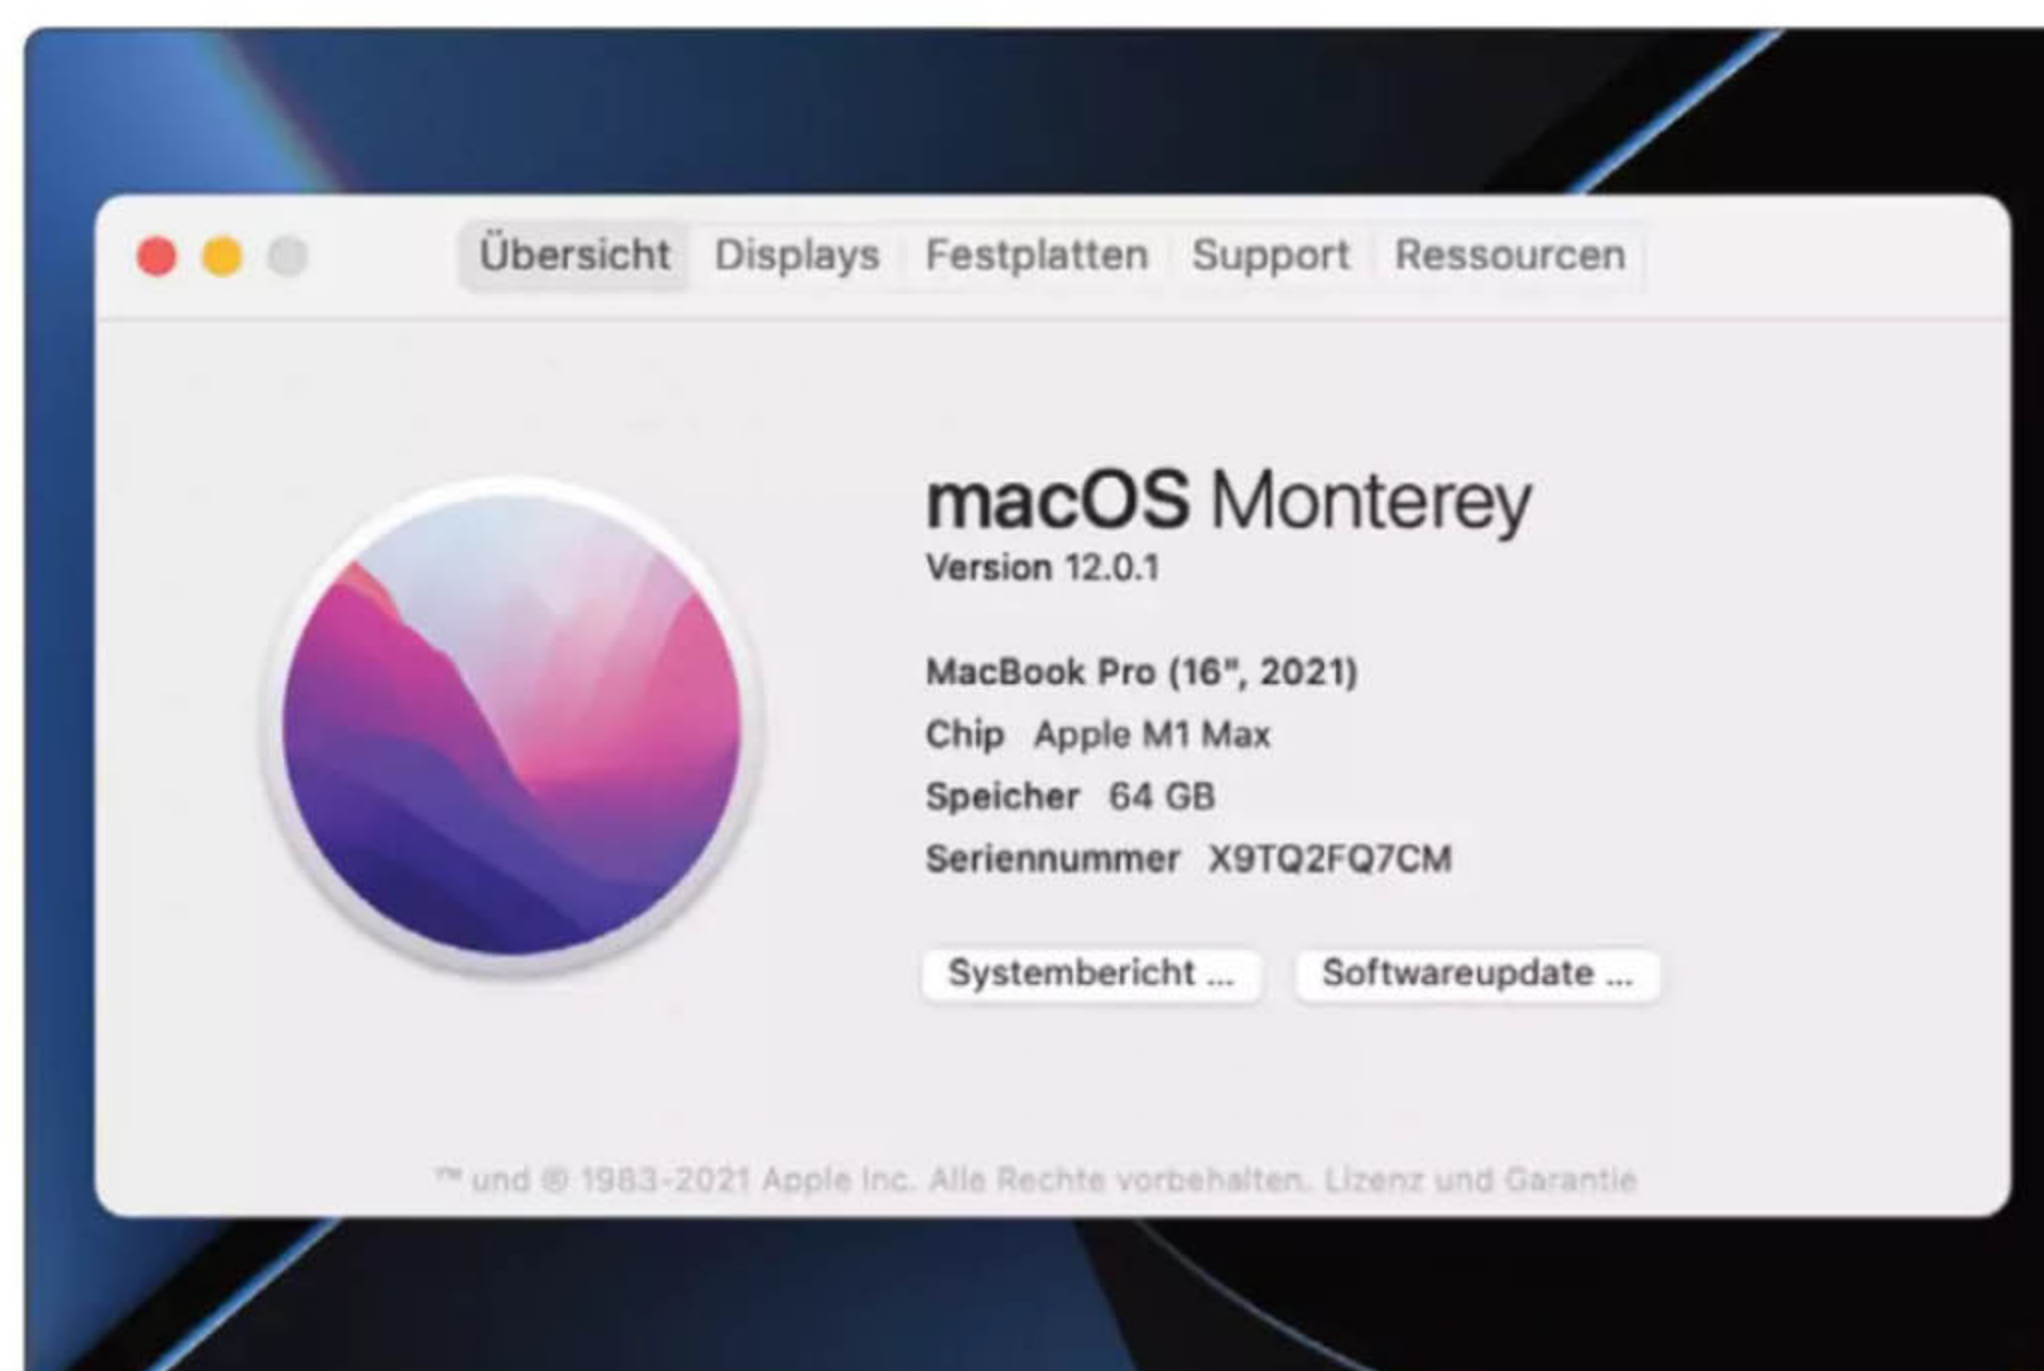 Übersicht Displays Festplatten Support Ressourcen
macOS Monterey
Version 12.0.1
MacBook Pro (16", 2021)
Chip Apple M1 Max
Speicher 64 GB
Seriennummer X9TQ2FQ7CM
Systembericht ... Softwareupdate ...
™ und © 1983-2021 Apple Inc. Alle Rechte vorbehalten. Lizenz und Garantie